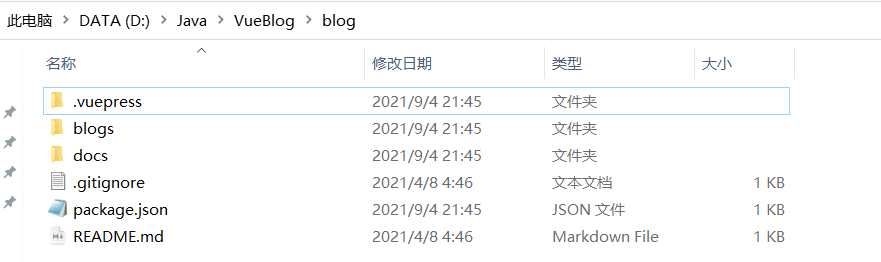 此电脑 > DATA (D:) > Java > VueBlog > blog
名称 修改日期 类型 大小
.vuepress 2021/9/4 21:45 文件夹
blogs 2021/9/4 21:45 文件夹
docs 2021/9/4 21:45 文件夹
.gitignore 2021/4/8 4:46 文本文档 1 KB
package.json 2021/9/4 21:45 JSON 文件 1 KB
README.md 2021/4/8 4:46 Markdown File 1 KB